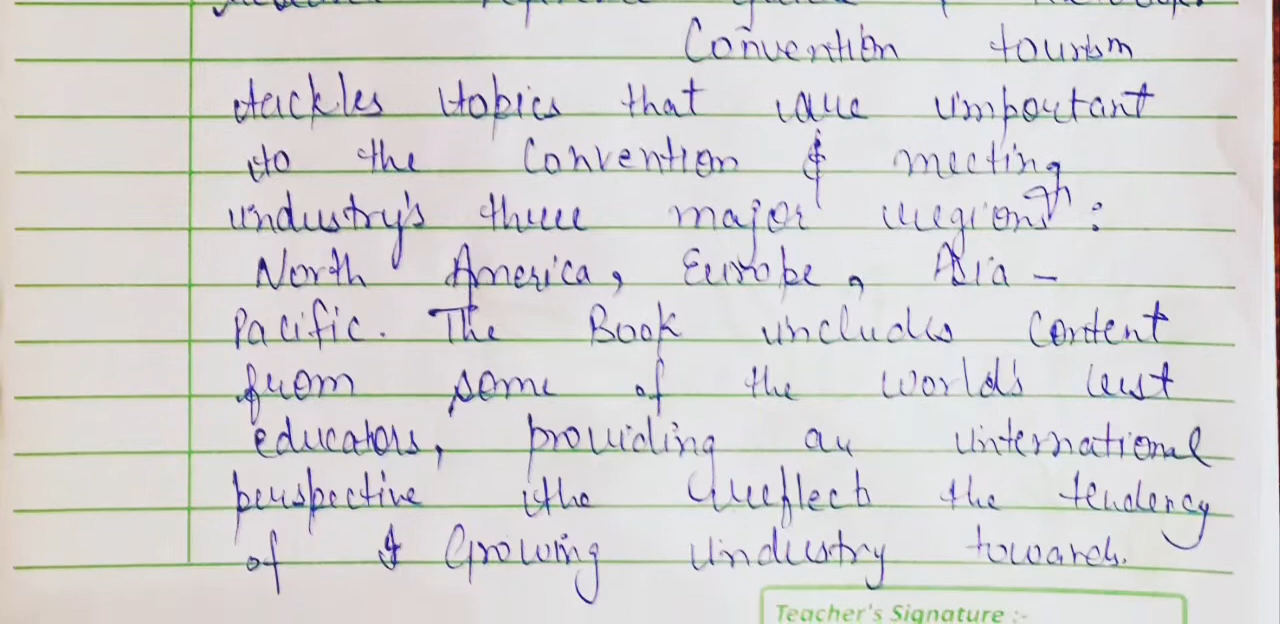 Convention tourism
tackles topics that are important
to the Convention & meeting
industry's three major regions :
North America, Europe, Asia -
Pacific. The Book includes Content
from some of the world's
educators, providing an international
perspective the reflect the tendency
of Growing industry towards.
Teacher's Signature :-